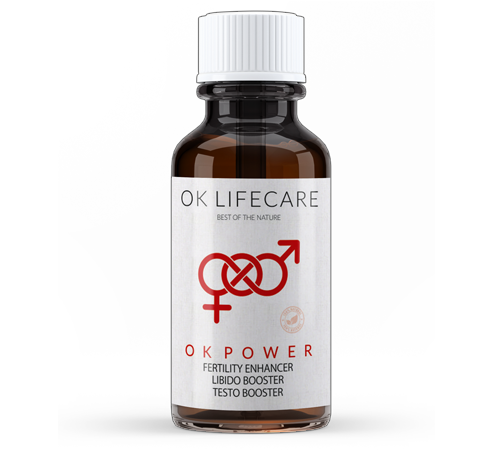 OK LIFECARE
BEST OF THE NATURE
OK POWER
FERTILITY ENHANCER
LIBIDO BOOSTER
TESTO BOOSTER